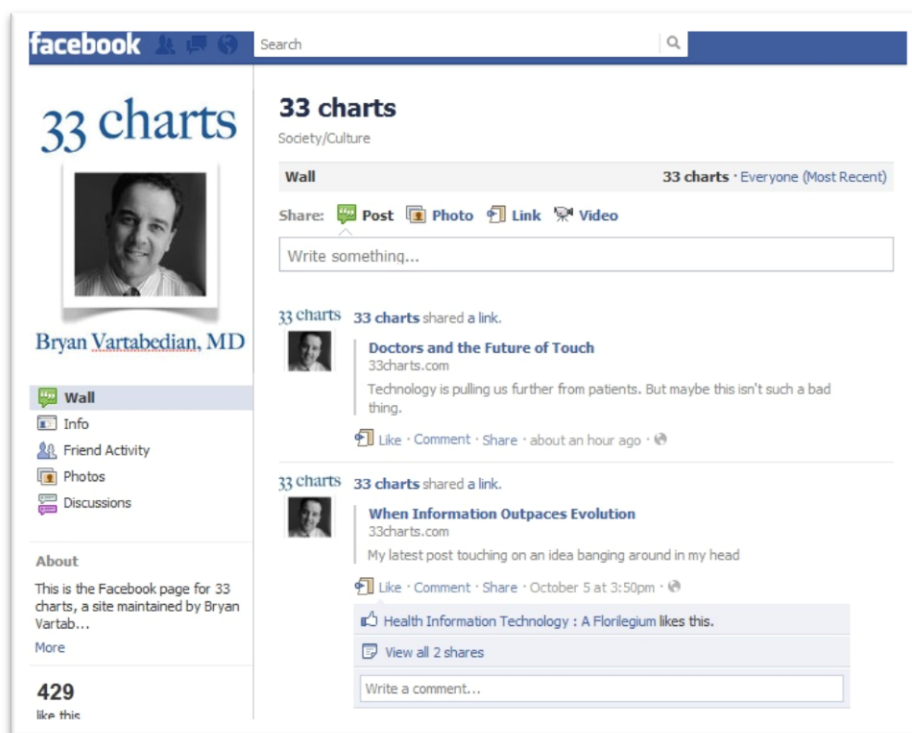 facebook
Search
33 charts
Bryan Vartabedian, MD
Wall
Info
Friend Activity
Photos
Discussions
About
This is the Facebook page for 33
charts, a site maintained by Bryan
Vartab...
More
429
like this
33 charts
Society/Culture
Wall 33 charts · Everyone (Most Recent)
Share: Post Photo Link Video
Write something...
33 charts 33 charts shared a link.
Doctors and the Future of Touch
33charts.com
Technology is pulling us further from patients. But maybe this isn't such a bad
thing.
Like · Comment · Share · about an hour ago ·
33 charts 33 charts shared a link.
When Information Outpaces Evolution
33charts.com
My latest post touching on an idea banging around in my head
Like · Comment · Share · October 5 at 3:50pm ·
Health Information Technology : A Florilegium likes this.
View all 2 shares
Write a comment...